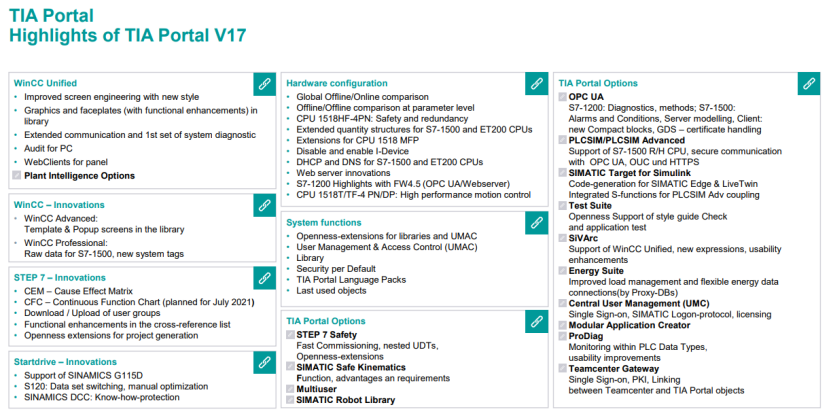 TIA Portal
Highlights of TIA Portal V17
WinCC Unified
• Improved screen engineering with new style
• Graphics and faceplates (with functional enhancements) in
library
• Extended communication and 1st set of system diagnostic
• Audit for PC
• WebClients for panel
Plant Intelligence Options
WinCC – Innovations
• WinCC Advanced:
Template & Popup screens in the library
• WinCC Professional:
Raw data for S7-1500, new system tags
STEP 7 – Innovations
• CEM – Cause Effect Matrix
• CFC – Continuous Function Chart (planned for July 2021)
• Download / Upload of user groups
• Functional enhancements in the cross-reference list
• Openness extensions for project generation
Startdrive – Innovations
• Support of SINAMICS G115D
• S120: Data set switching, manual optimization
• SINAMICS DCC: Know-how-protection
Hardware configuration
• Global Offline/Online comparison
• Offline/Offline comparison at parameter level
• CPU 1518HF-4PN: Safety and redundancy
• Extended quantity structures for S7-1500 and ET200 CPUs
• Extensions for CPU 1518 MFP
• Disable and enable I-Device
• DHCP and DNS for S7-1500 and ET200 CPUs
• Web server innovations
• S7-1200 Highlights with FW4.5 (OPC UA/Webserver)
• CPU 1518T/TF-4 PN/DP: High performance motion control
System functions
• Openness-extensions for libraries and UMAC
• User Management & Access Control (UMAC)
• Library
• Security per Default
• TIA Portal Language Packs
• Last used objects
TIA Portal Options
STEP 7 Safety
Fast Commissioning, nested UDTs,
Openness-extensions
SIMATIC Safe Kinematics
Function, advantages an requirements
Multiuser
SIMATIC Robot Library
TIA Portal Options
OPC UA
S7-1200: Diagnostics, methods; S7-1500:
Alarms and Conditions, Server modelling, Client:
new Compact blocks, GDS – certificate handling
PLCSIM/PLCSIM Advanced
Support of S7-1500 R/H CPU, secure communication
with OPC UA, OUC und HTTPS
SIMATIC Target for Simulink
Code-generation for SIMATIC Edge & LiveTwin
Integrated S-functions for PLCSIM Adv coupling
Test Suite
Openness Support of style guide Check
and application test
SiVArc
Support of WinCC Unified, new expressions, usability
enhancements
Energy Suite
Improved load management and flexible energy data
connections(by Proxy-DBs)
Central User Management (UMC)
Single Sign-on, SIMATIC Logon-protocol, licensing
Modular Application Creator
ProDiag
Monitoring within PLC Data Types,
usability improvements
Teamcenter Gateway
Single Sign-on, PKI, Linking
between Teamcenter and TIA Portal objects